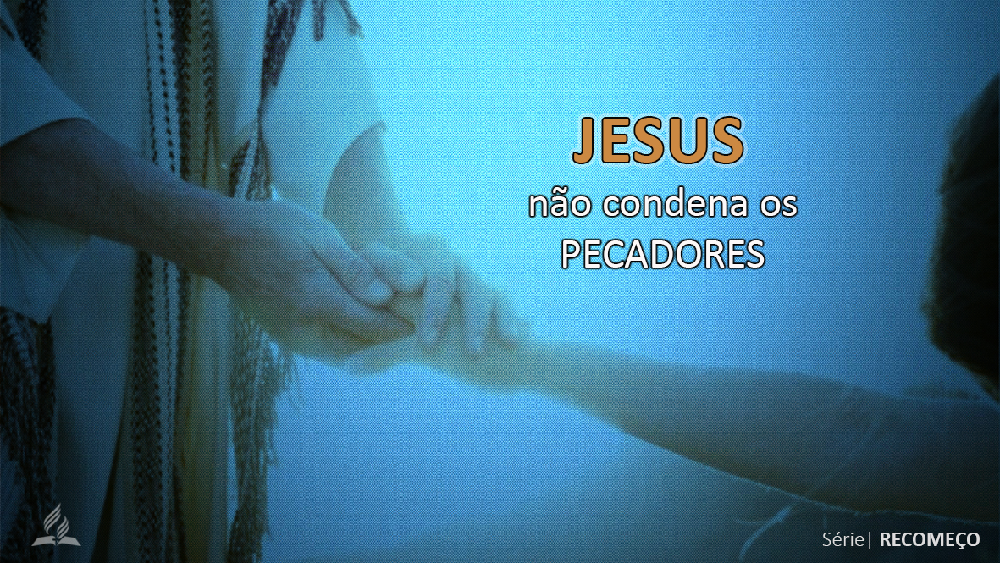 JESUS
não condena os
PECADORES
Série| RECOMEÇO